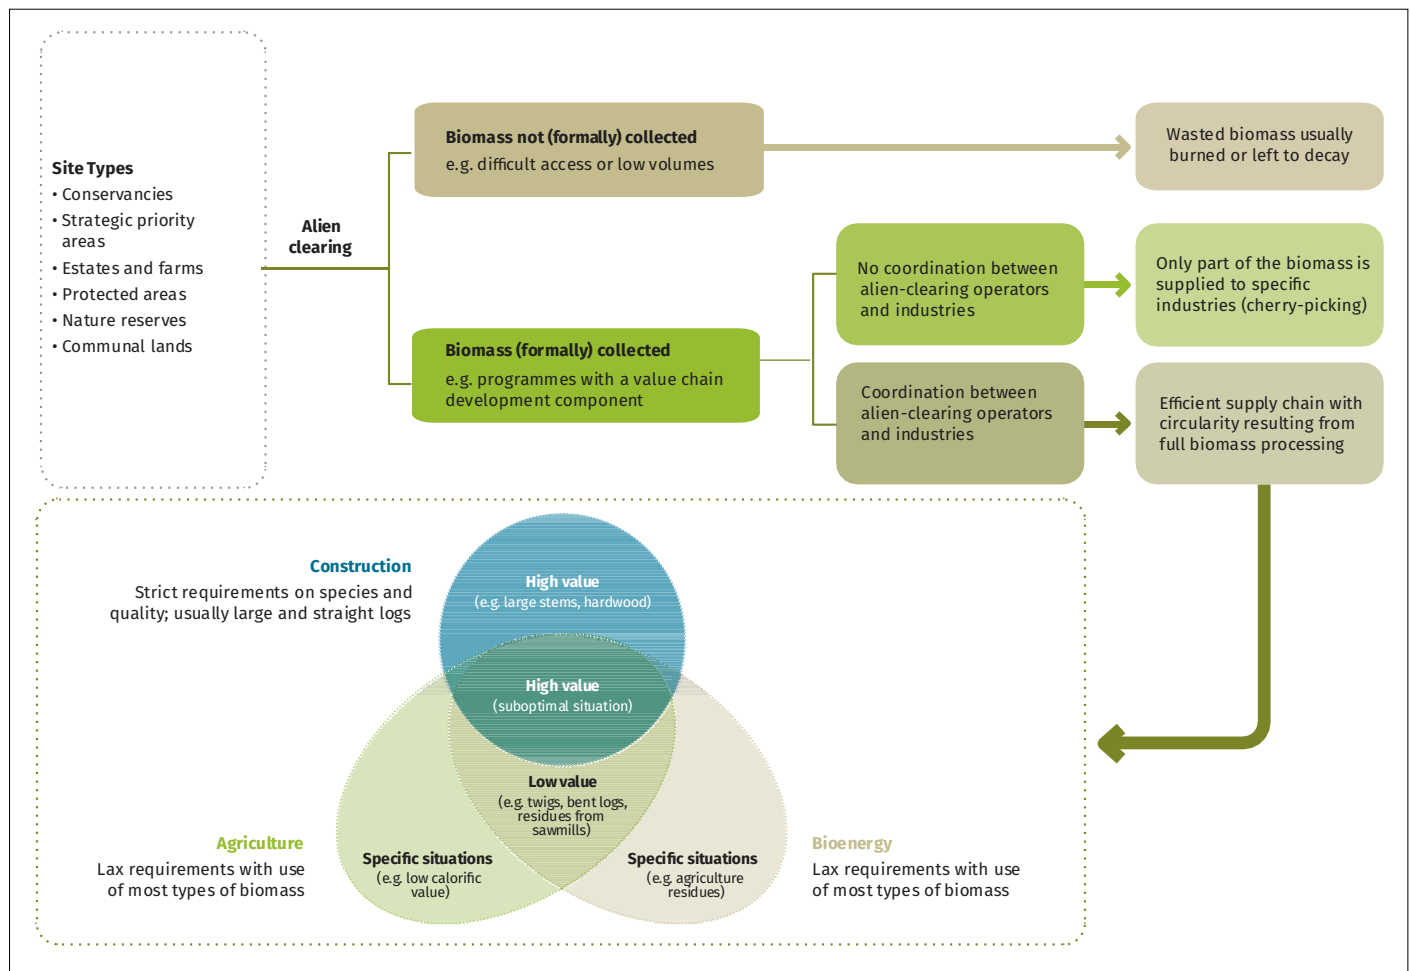 Site Types
• Conservancies
• Strategic priority
areas
• Estates and farms
• Protected areas
• Nature reserves
• Communal lands
Alien
clearing
Biomass not (formally) collected
e.g. difficult access or low volumes
Wasted biomass usually
burned or left to decay
Biomass (formally) collected
e.g. programmes with a value chain
development component
No coordination between
alien-clearing operators
and industries
Only part of the biomass is
supplied to specific
industries (cherry-picking)
Coordination between
alien-clearing operators
and industries
Efficient supply chain with
circularity resulting from
full biomass processing
Construction
Strict requirements on species and
quality; usually large and straight logs
High value
(e.g. large stems, hardwood)
High value
(suboptimal situation)
Low value
(e.g. twigs, bent logs,
residues from
sawmills)
Agriculture
Lax requirements with use
of most types of biomass
Specific situations
(e.g. low calorific
value)
Specific situations
(e.g. agriculture
residues)
Bioenergy
Lax requirements with use
of most types of biomass